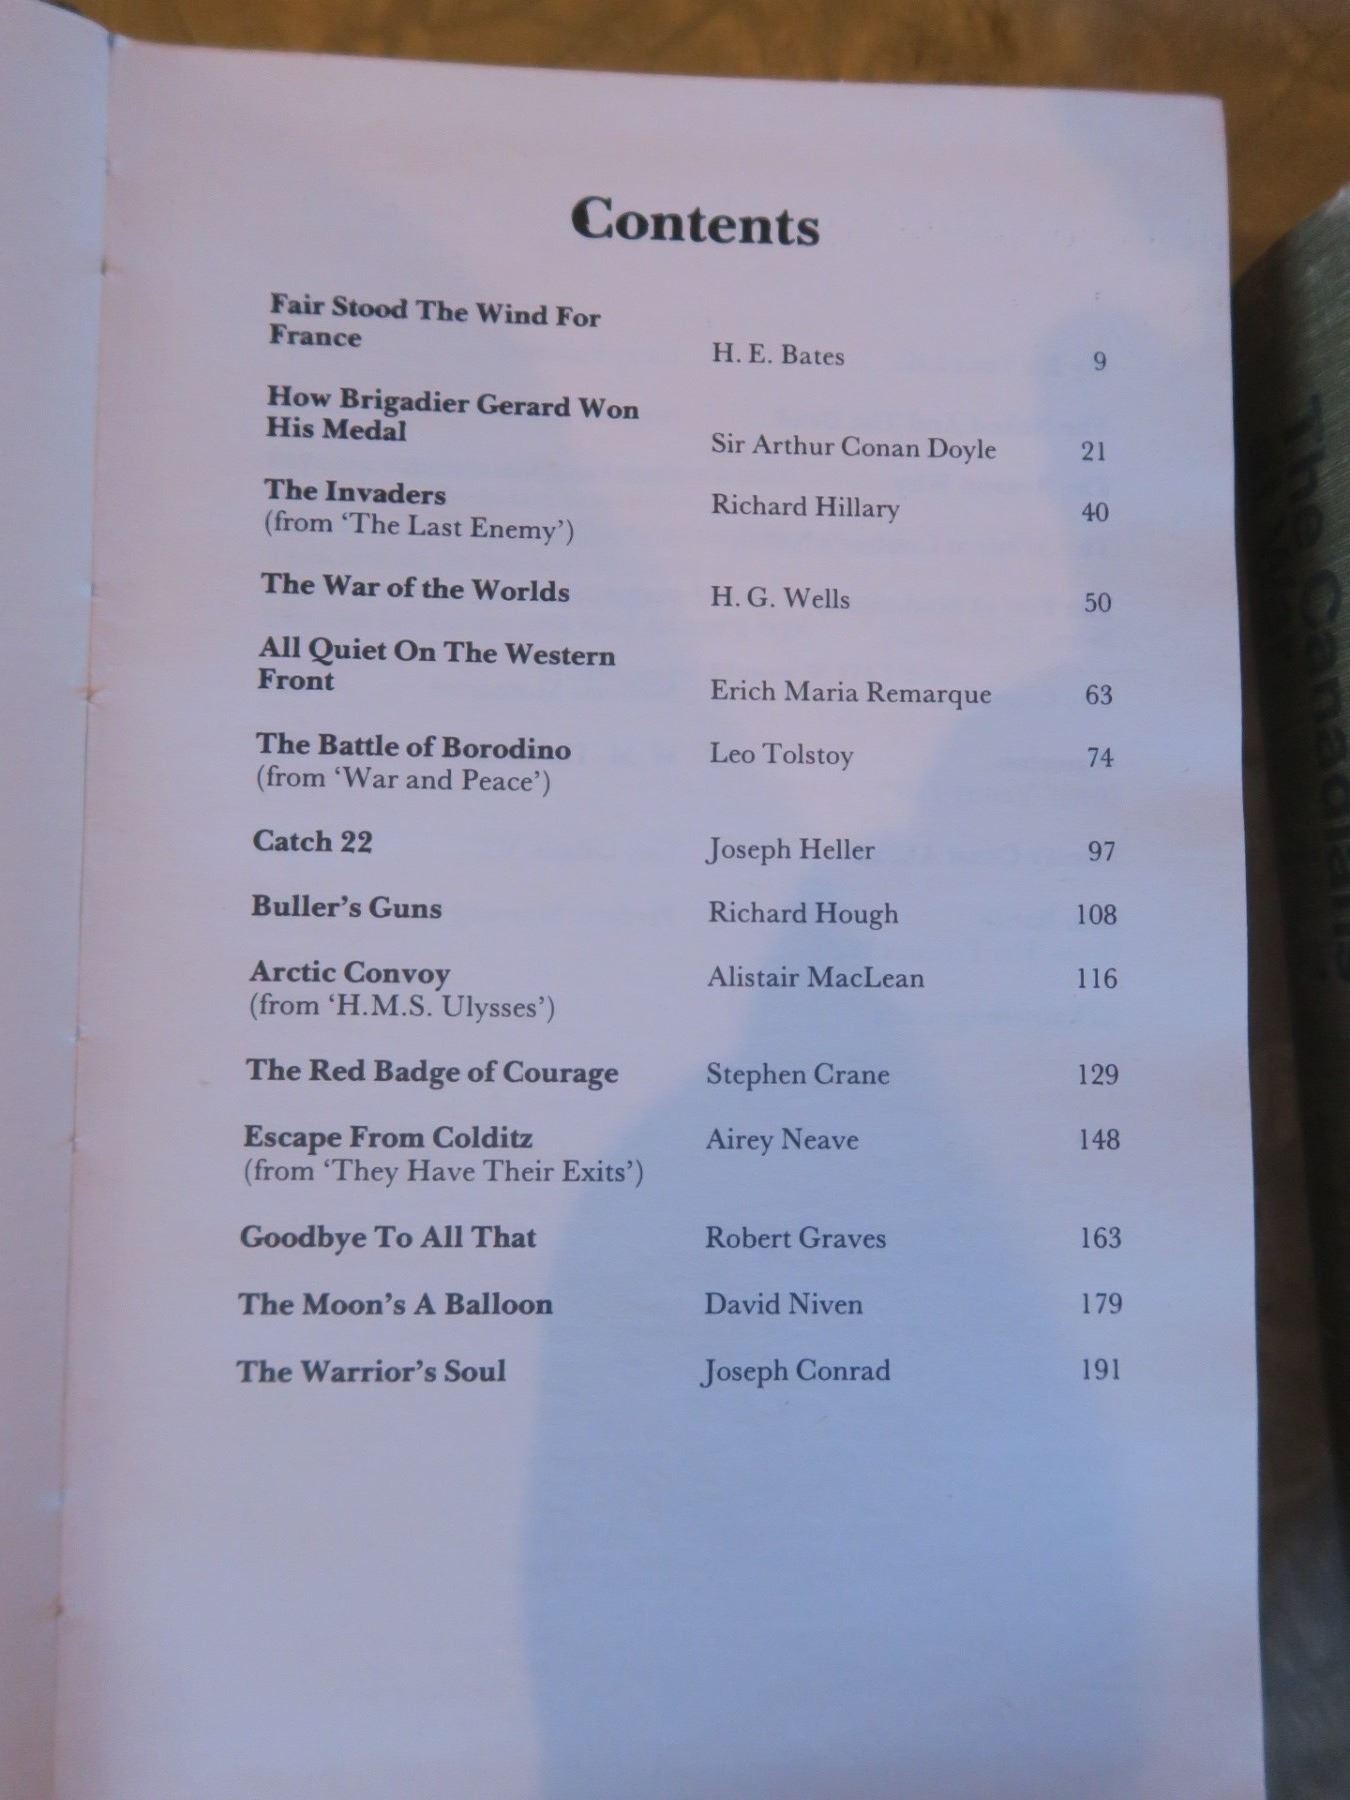 Contents
Fair Stood The Wind For
France H. E. Bates 9
How Brigadier Gerard Won
His Medal Sir Arthur Conan Doyle 21
The Invaders Richard Hillary 40
(from ‘The Last Enemy’)
The War of the Worlds H. G. Wells 50
All Quiet On The Western
Front Erich Maria Remarque 63
The Battle of Borodino Leo Tolstoy 74
(from ‘War and Peace’)
Catch 22 Joseph Heller 97
Buller’s Guns Richard Hough 108
Arctic Convoy Alistair MacLean 116
(from ‘H.M.S. Ulysses’)
The Red Badge of Courage Stephen Crane 129
Escape From Colditz Airey Neave 148
(from ‘They Have Their Exits’)
Goodbye To All That Robert Graves 163
The Moon’s A Balloon David Niven 179
The Warrior’s Soul Joseph Conrad 191
The Canadians